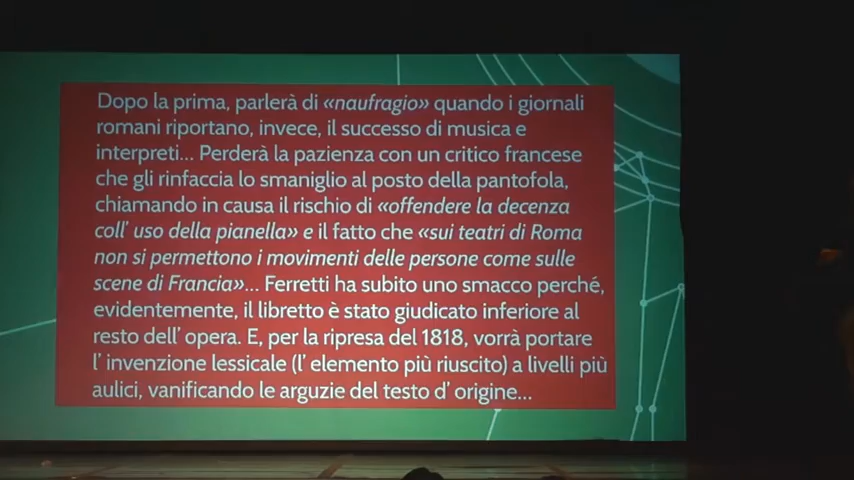 Dopo la prima, parlerà di «naufragio» quando i giornali
romani riportano, invece, il successo di musica e
interpreti... Perderà la pazienza con un critico francese
che gli rinfaccia lo smaniglio al posto della pantofola,
chiamando in causa il rischio di «offendere la decenza
coll' uso della pianella» e il fatto che «sui teatri di Roma
non si permettono i movimenti delle persone come sulle
scene di Francia»... Ferretti ha subito uno smacco perché,
evidentemente, il libretto è stato giudicato inferiore al
resto dell' opera. E, per la ripresa del 1818, vorrà portare
l' invenzione lessicale (l' elemento più riuscito) a livelli più
aulici, vanificando le arguzie del testo d' origine...